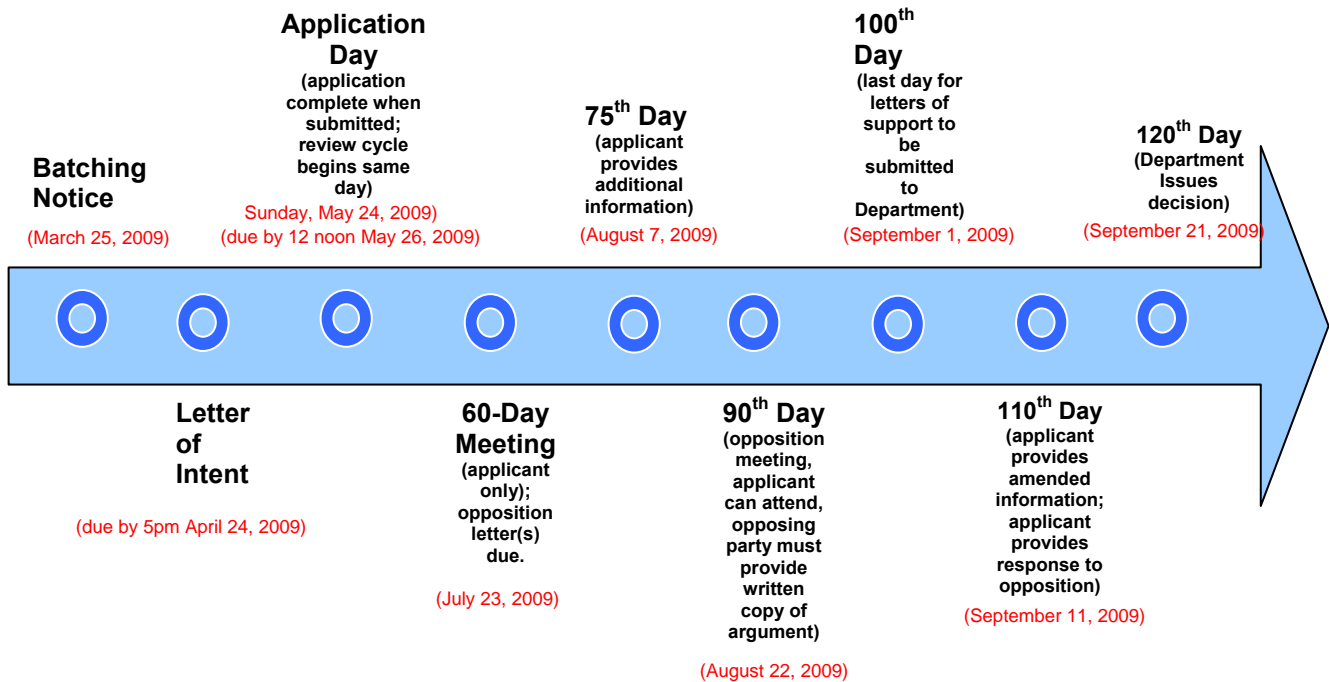 Batching
Notice
(March 25, 2009)
Letter
of
Intent
(due by 5pm April 24, 2009)
Application
Day
(application
complete when
submitted;
review cycle
begins same
day)
Sunday, May 24, 2009)
(due by 12 noon May 26, 2009)
60-Day
Meeting
(applicant
only);
opposition
letter(s)
due.
(July 23, 2009)
75th Day
(applicant
provides
additional
information)
(August 7, 2009)
90th Day
(opposition
meeting,
applicant
can attend,
opposing
party must
provide
written
copy of
argument)
(August 22, 2009)
100th
Day
(last day for
letters of
support to
be
submitted
to
Department)
(September 1, 2009)
110th Day
(applicant
provides
amended
information;
applicant
provides
response to
opposition)
(September 11, 2009)
120th Day
(Department
Issues
decision)
(September 21, 2009)